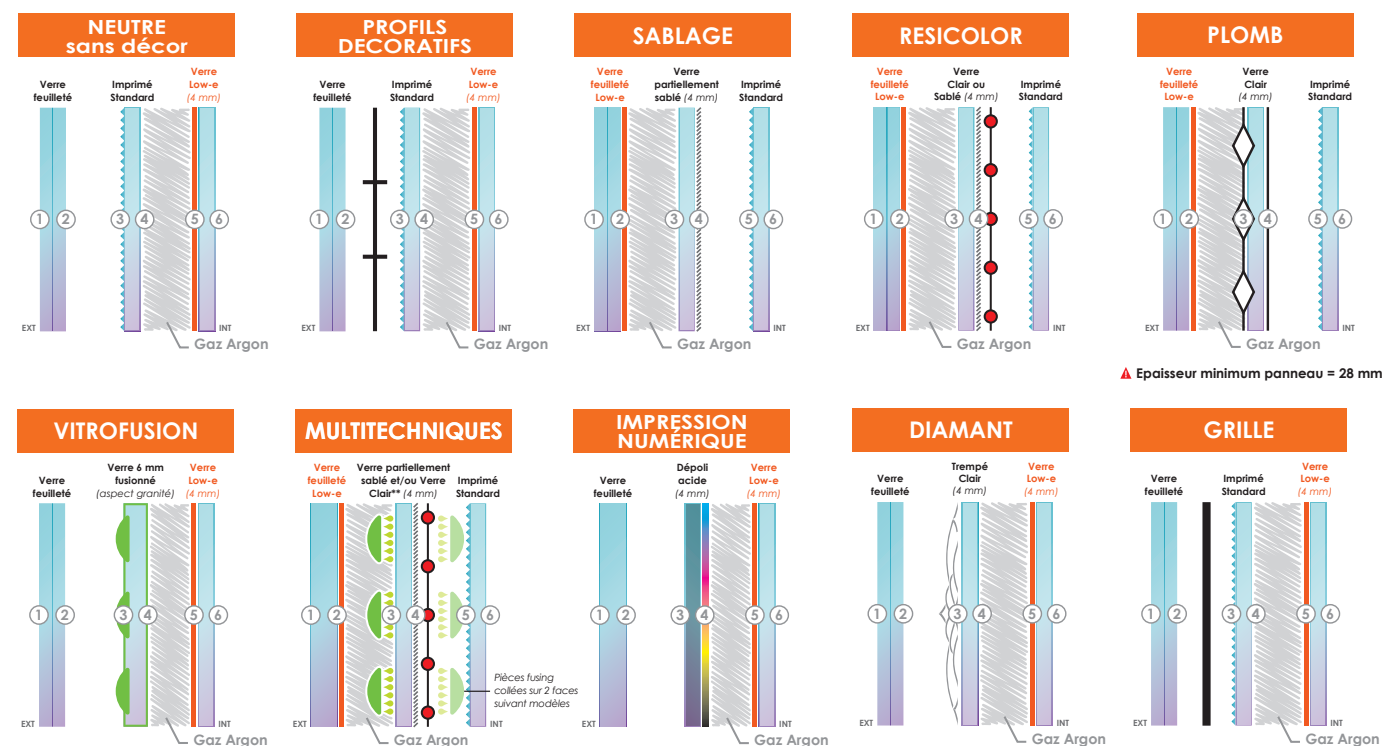 NEUTRE
sans décor
Verre
feuilleté
Imprimé
Standard
Verre
Low-e
(4 mm)
1 2 3 4 5 6
EXT
INT
Gaz Argon
PROFILS
DECORATIFS
Verre
feuilleté
Imprimé
Standard
Verre
Low-e
(4 mm)
1 2 3 4 5 6
EXT
INT
Gaz Argon
SABLAGE
Verre
feuilleté
Low-e
Verre
partiellement
sablé (4 mm)
Imprimé
Standard
1 2 3 4 5 6
EXT
INT
Gaz Argon
RESICOLOR
Verre
feuilleté
Low-e
Verre
Clair ou
Sablé (4 mm)
Imprimé
Standard
1 2 3 4 5 6
EXT
INT
Gaz Argon
PLOMB
Verre
feuilleté
Low-e
Verre
Clair
(4 mm)
Imprimé
Standard
1 2 3 4 5 6
EXT
INT
Gaz Argon
Epaisseur minimum panneau = 28 mm
VITROFUSION
Verre
feuilleté
Verre 6 mm
fusionné
(aspect granité)
Verre
Low-e
(4 mm)
1 2 3 4 5 6
EXT
INT
Gaz Argon
MULTITECHNIQUES
Verre
feuilleté
Low-e
Verre partiellement
sablé et/ou Verre
Clair** (4 mm)
Imprimé
Standard
1 2 3 4 5 6
Pièces fusing
collées sur 2 faces
suivant modèles
EXT
INT
Gaz Argon
IMPRESSION
NUMÉRIQUE
Verre
feuilleté
Dépoli
acide
(4 mm)
Verre
Low-e
(4 mm)
1 2 3 4 5 6
EXT
INT
Gaz Argon
DIAMANT
Verre
feuilleté
Trempé
Clair
(4 mm)
Verre
Low-e
(4 mm)
1 2 3 4 5 6
EXT
INT
Gaz Argon
GRILLE
Verre
feuilleté
Imprimé
Standard
Verre
Low-e
(4 mm)
1 2 3 4 5 6
EXT
INT
Gaz Argon